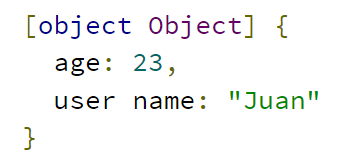 [object Object] {
  age: 23,
  user name: "Juan"
}